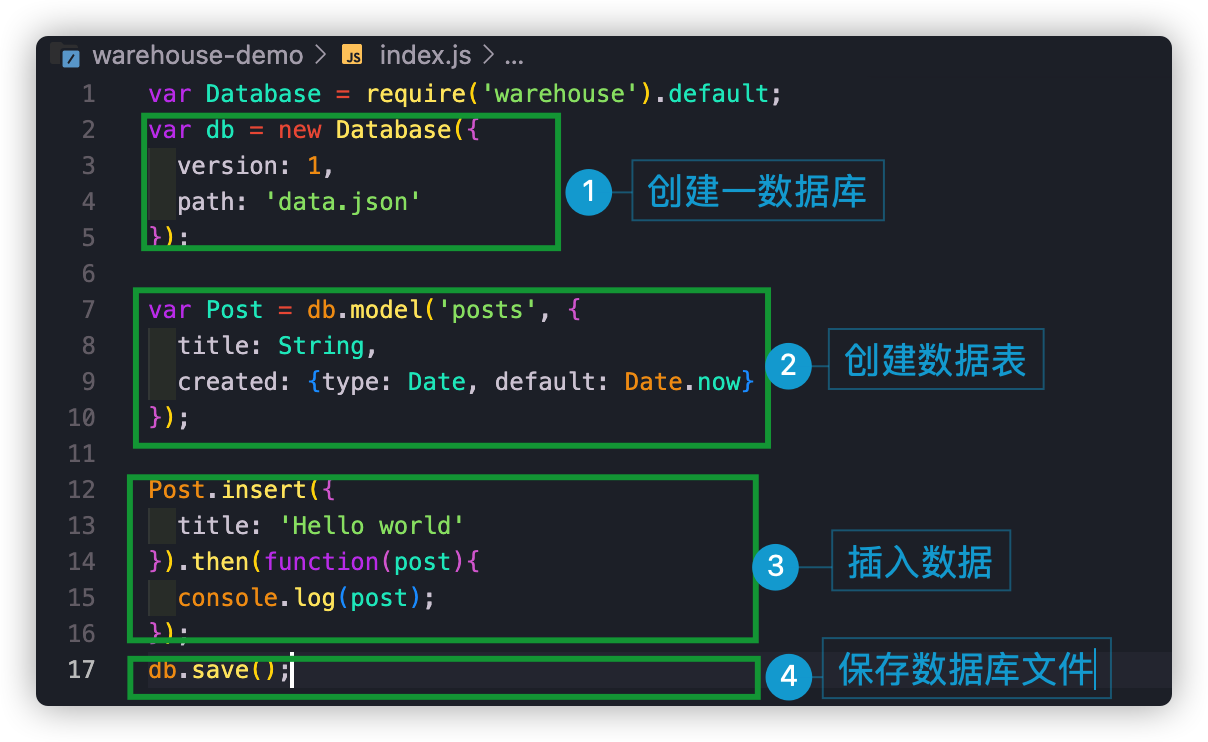 warehouse-demo > JS index.js > ...
1 var Database = require('warehouse').default;
2 var db = new Database({
3 version: 1,
4 path: 'data.json'
5 });
1 创建一数据库
6
7 var Post = db.model('posts', {
8 title: String,
9 created: {type: Date, default: Date.now}
10 });
2 创建数据表
11
12 Post.insert({
13 title: 'Hello world'
14 }).then(function(post){
15 console.log(post);
16 });
3 插入数据
17 db.save();
4 保存数据库文件